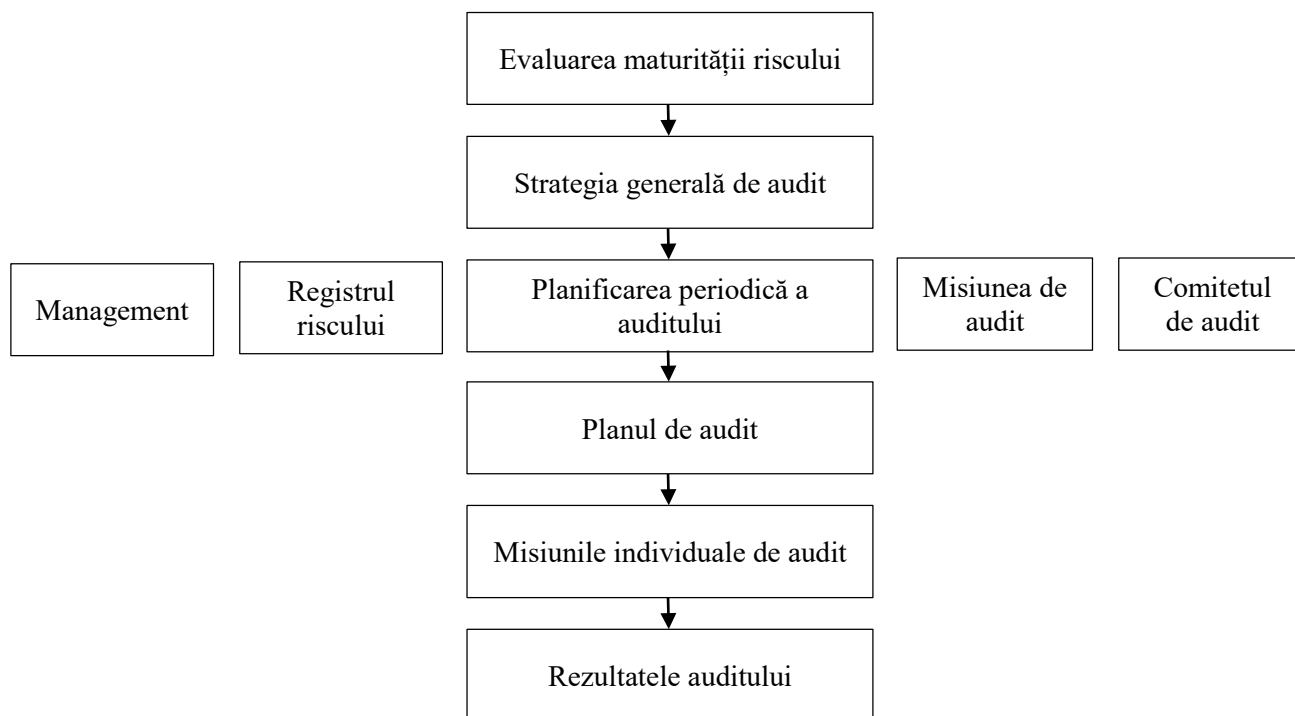 Evaluarea maturității riscului
Strategia generală de audit
Management
Registrul
riscului
Planificarea periodică a
auditului
Misiunea de
audit
Comitetul
de audit
Planul de audit
Misiunile individuale de audit
Rezultatele auditului